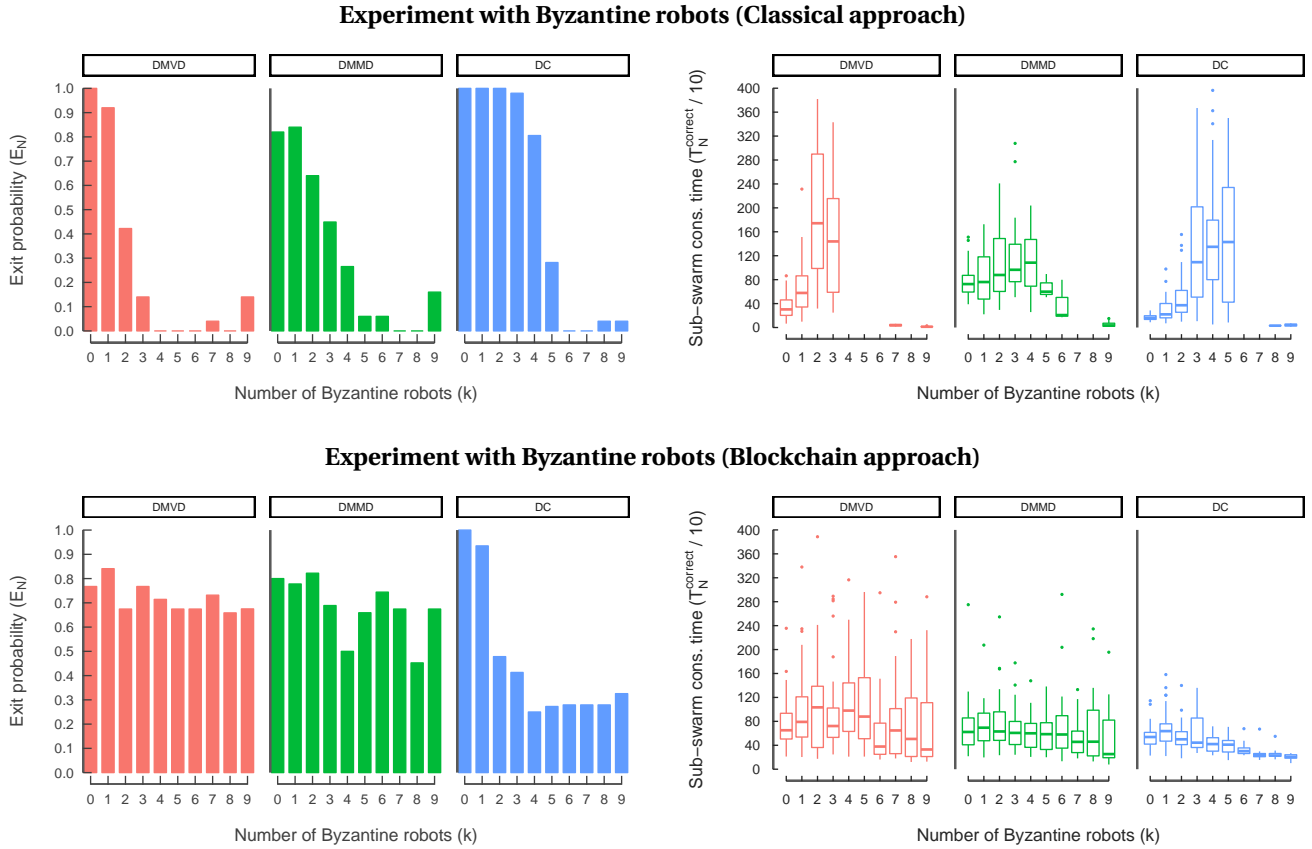 Experiment with Byzantine robots (Classical approach)
DMVD DMMD DC
Exit probability (E_N)
1.0
0.9
0.8
0.7
0.6
0.5
0.4
0.3
0.2
0.1
0.0
0 1 2 3 4 5 6 7 8 9
0 1 2 3 4 5 6 7 8 9
0 1 2 3 4 5 6 7 8 9
Number of Byzantine robots (k)
DMVD DMMD DC
Sub−swarm cons. time (T_N^correct / 10)
400
360
320
280
240
200
160
120
80
40
0
0 1 2 3 4 5 6 7 8 9
0 1 2 3 4 5 6 7 8 9
0 1 2 3 4 5 6 7 8 9
Number of Byzantine robots (k)
Experiment with Byzantine robots (Blockchain approach)
DMVD DMMD DC
Exit probability (E_N)
1.0
0.9
0.8
0.7
0.6
0.5
0.4
0.3
0.2
0.1
0.0
0 1 2 3 4 5 6 7 8 9
0 1 2 3 4 5 6 7 8 9
0 1 2 3 4 5 6 7 8 9
Number of Byzantine robots (k)
DMVD DMMD DC
Sub−swarm cons. time (T_N^correct / 10)
400
360
320
280
240
200
160
120
80
40
0
0 1 2 3 4 5 6 7 8 9
0 1 2 3 4 5 6 7 8 9
0 1 2 3 4 5 6 7 8 9
Number of Byzantine robots (k)